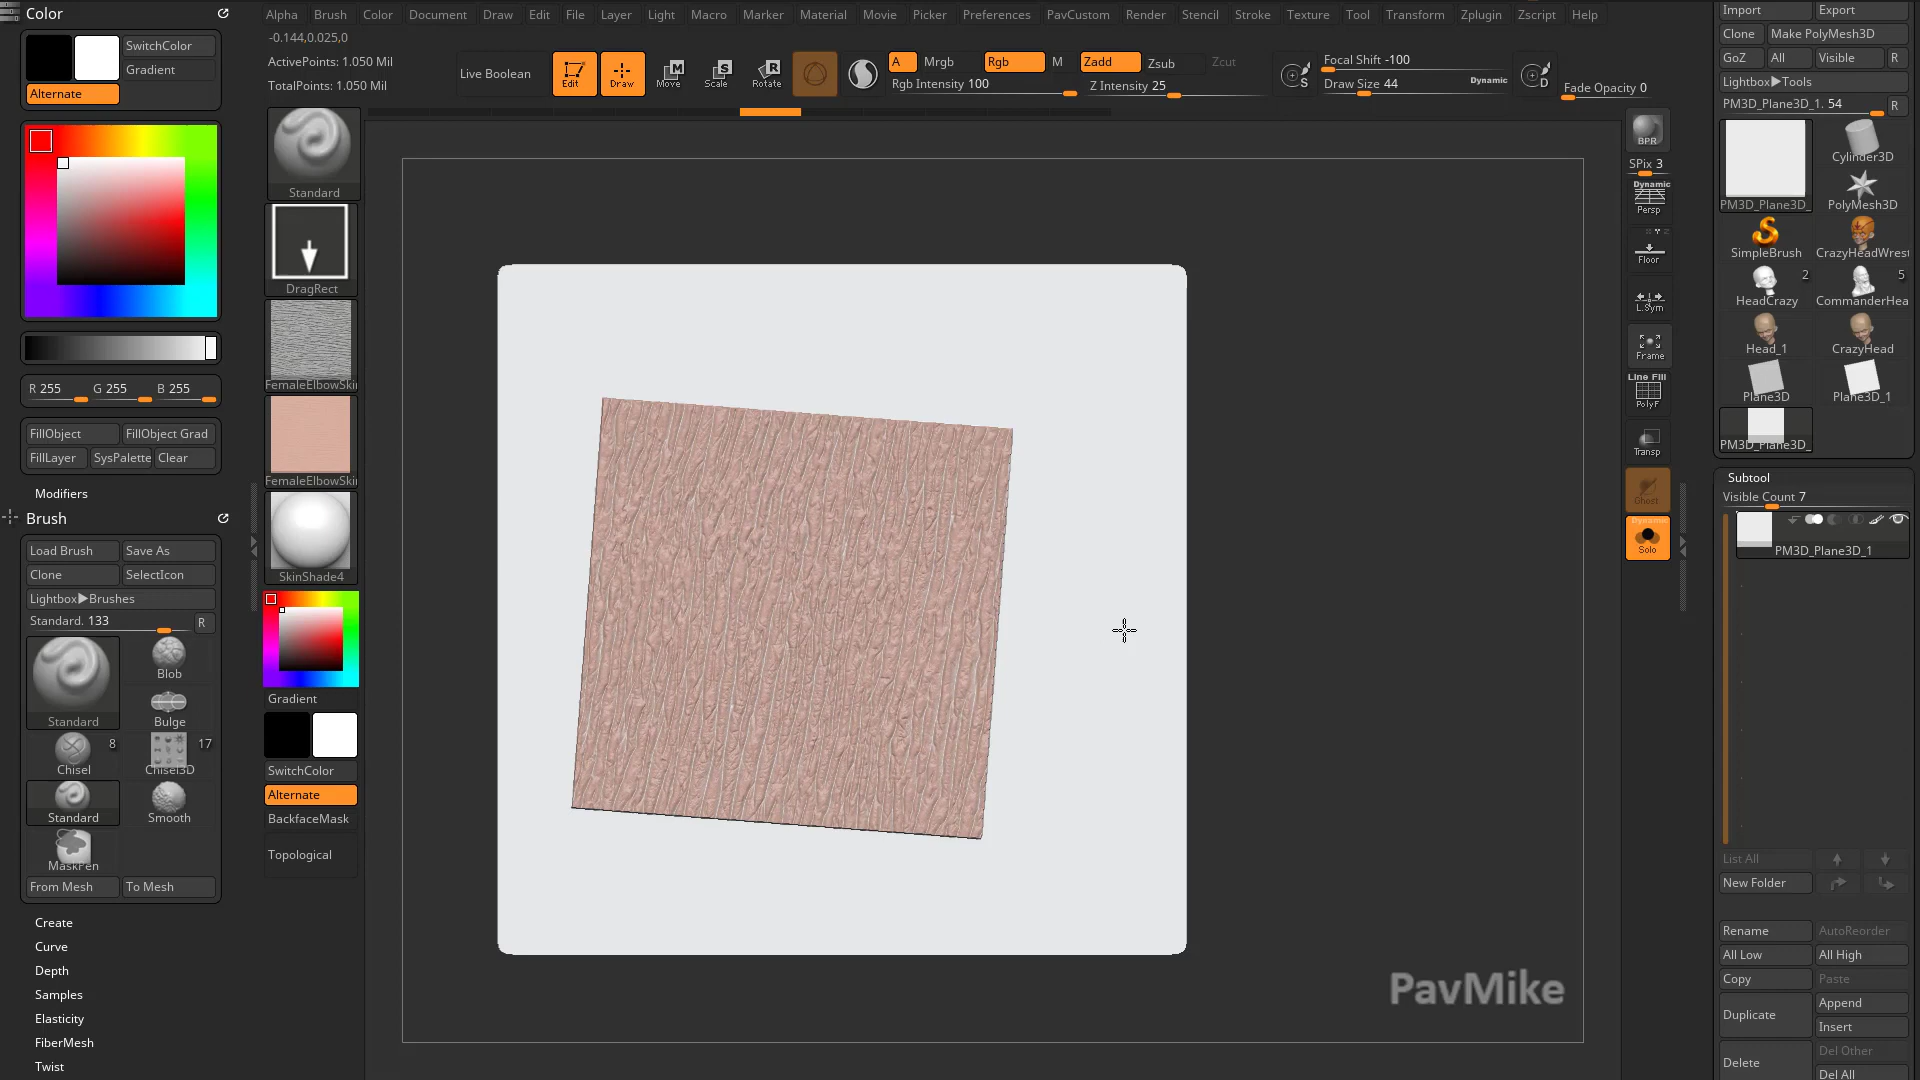 Color
Alpha Brush Color Document Draw Edit File Layer Light Macro Marker Material Movie Picker Preferences PavCustom Render Stencil Stroke Texture Tool Transform Zplugin Zscript Help
SwitchColor
Gradient
Alternate
R 255 G 255 B 255
FillObject FillObject Grad
FillLayer SysPalette Clear
Modifiers
Brush
Load Brush Save As
Clone SelectIcon
Lightbox▶Brushes
Standard. 133 R
Standard
Blob
Bulge
Chisel 8
Chisel3D 17
Standard
Smooth
MaskPen
From Mesh To Mesh
Create
Curve
Depth
Samples
Elasticity
FiberMesh
Twist
-0.144,0.025,0
ActivePoints: 1.050 Mil
TotalPoints: 1.050 Mil
Live Boolean
Edit
Draw
Move
Scale
Rotate
A Mrgb Rgb M
Rgb Intensity 100
Zadd Zsub Zcut
Z Intensity 25
Focal Shift -100
Draw Size 44 Dynamic
S
D
Fade Opacity 0
Standard
DragRect
FemaleElbowSki
FemaleElbowSki
SkinShade4
Gradient
SwitchColor
Alternate
BackfaceMask
Topological
PavMike
BPR
SPix 3
Dynamic
Persp
Floor
L.Sym
Frame
Line Fill
PolyF
Transp
Ghost
Dynamic
Solo
Import Export
Clone Make PolyMesh3D
GoZ All Visible R
Lightbox▶Tools
PM3D_Plane3D_1. 54 R
PM3D_Plane3D_
Cylinder3D
PolyMesh3D
SimpleBrush
CrazyHeadWrest
HeadCrazy 2
CommanderHea 5
Head_1
CrazyHead
Plane3D
Plane3D_1
PM3D_Plane3D_
Subtool
Visible Count 7
PM3D_Plane3D_1
List All
New Folder
Rename AutoReorder
All Low All High
Copy Paste
Duplicate Append
Insert
Delete Del Other
Del All